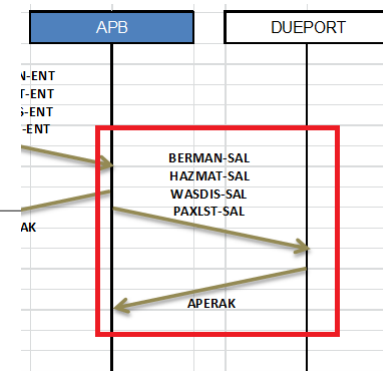 APB
DUEPORT
N-ENT
T-ENT
S-ENT
-ENT
BERMAN-SAL
HAZMAT-SAL
WASDIS-SAL
PAXLST-SAL
AK
APERAK